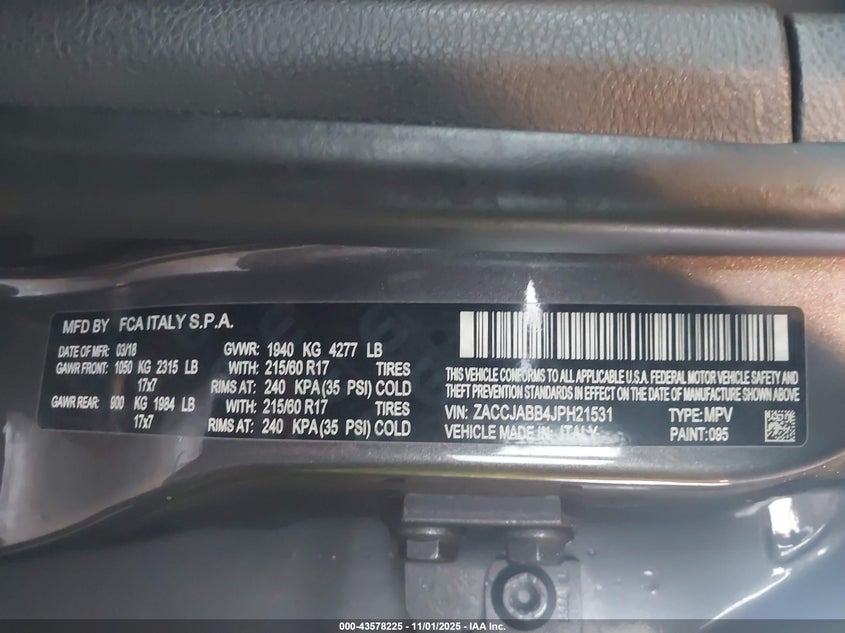 MFD BY FCA ITALY S.P.A.
DATE OF MFR: 03/18 GVWR: 1940 KG 4277 LB
GAWR FRONT: 1050 KG 2315 LB WITH: 215/60 R17 TIRES
17x7 RIMS AT: 240 KPA(35 PSI) COLD
GAWR REAR: 900 KG 1984 LB WITH: 215/60 R17 TIRES
17x7 RIMS AT: 240 KPA(35 PSI) COLD
THIS VEHICLE CONFORMS TO ALL APPLICABLE U.S.A. FEDERAL MOTOR VEHICLE SAFETY AND
THEFT PREVENTION STANDARDS IN EFFECT ON THE DATE OF MANUFACTURE SHOWN ABOVE
VIN: ZACCJABB4JPH21531 TYPE: MPV
VEHICLE MADE IN: ITALY PAINT: 095
000-43578225 - 11/01/2025 - IAA Inc.